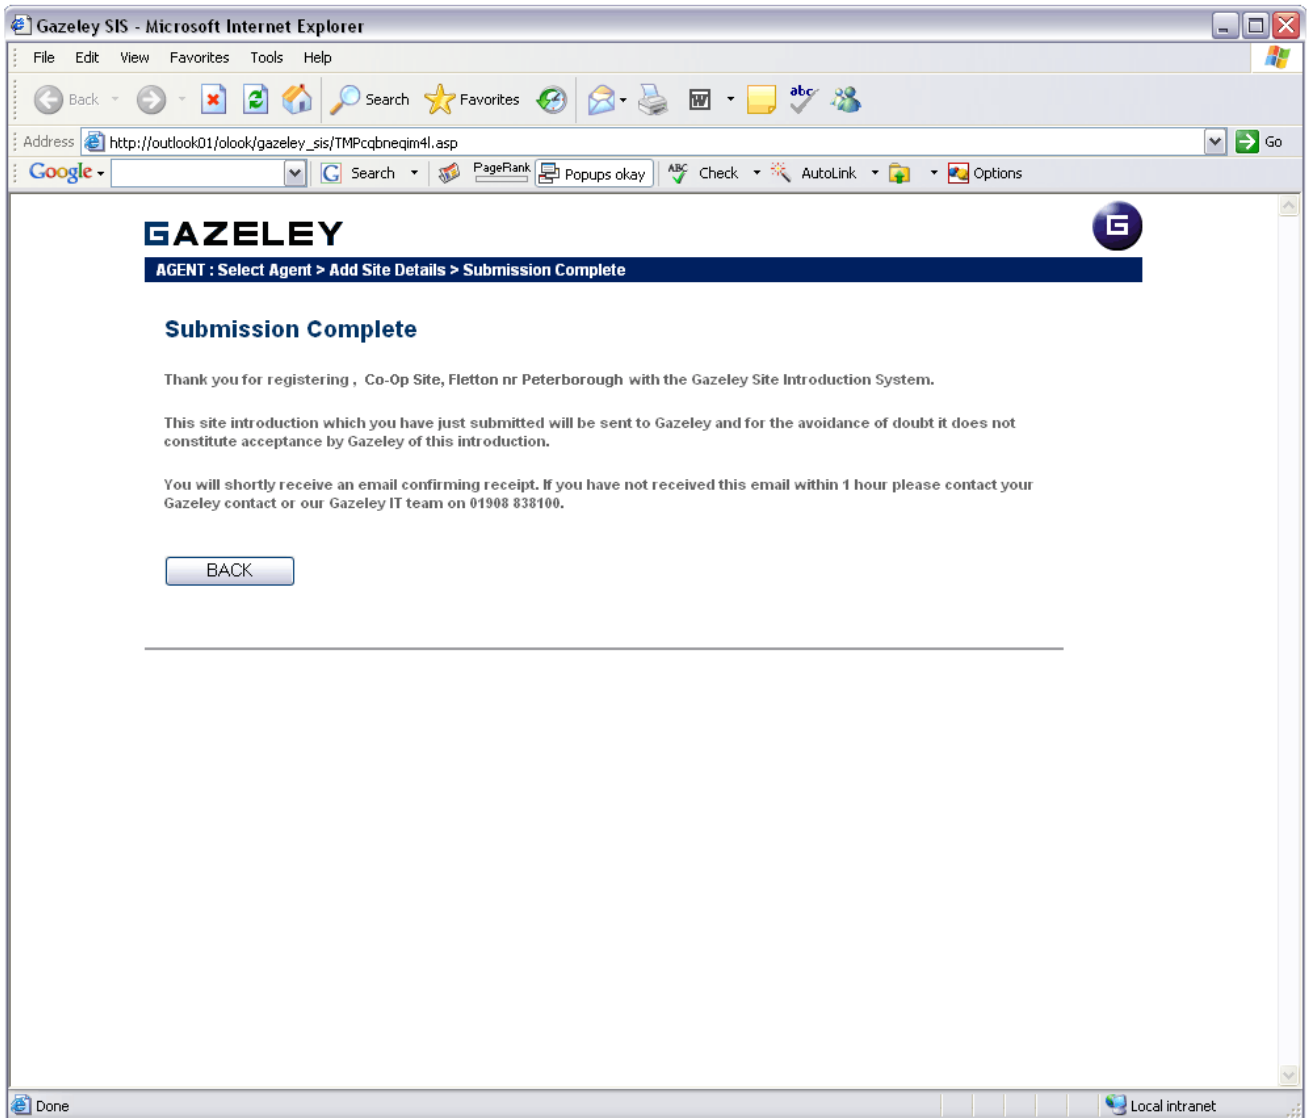 Gazeley SIS - Microsoft Internet Explorer
File Edit View Favorites Tools Help
Back Search Favorites abc
Address http://outlook01/olook/gazeley_sis/TMPcqbneqim4l.asp Go
Google G Search PageRank Popups okay ABC Check AutoLink Options
GAZELEY G
AGENT : Select Agent > Add Site Details > Submission Complete
Submission Complete
Thank you for registering , Co-Op Site, Fletton nr Peterborough with the Gazeley Site Introduction System.
This site introduction which you have just submitted will be sent to Gazeley and for the avoidance of doubt it does not
constitute acceptance by Gazeley of this introduction.
You will shortly receive an email confirming receipt. If you have not received this email within 1 hour please contact your
Gazeley contact or our Gazeley IT team on 01908 838100.
BACK
Done Local intranet